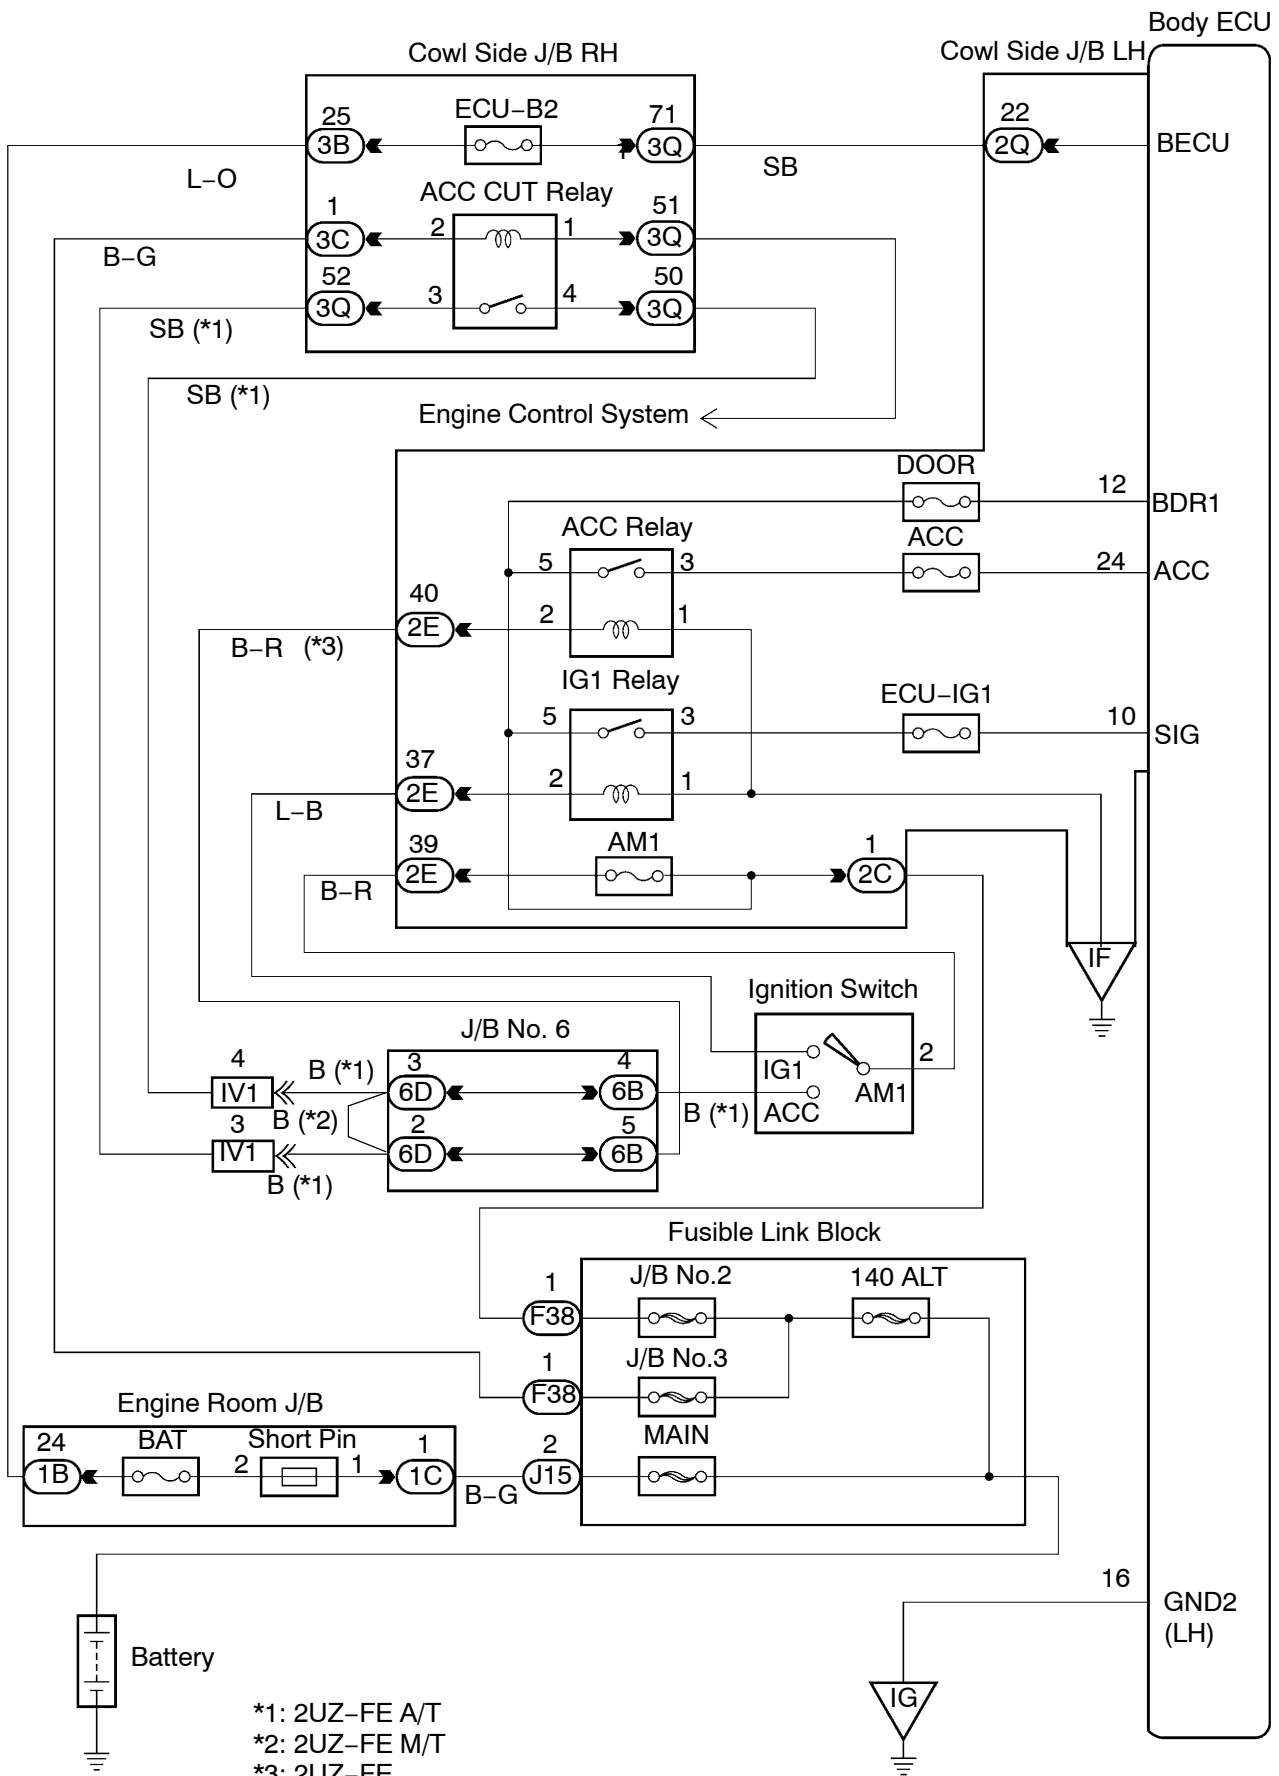 Body ECU
Cowl Side J/B RH
Cowl Side J/B LH
25
ECU−B2
71
22
3B
3Q
2Q
BECU
SB
L−O
ACC CUT Relay
1
2
1
51
3C
3Q
B−G
52
3
4
50
3Q
3Q
SB (*1)
SB (*1)
Engine Control System
DOOR
12
BDR1
ACC Relay
ACC
5
3
24
ACC
40
2
1
2E
B−R (*3)
IG1 Relay
ECU−IG1
5
3
10
SIG
37
2
1
2E
L−B
39
AM1
1
2E
2C
B−R
IF
Ignition Switch
J/B No. 6
2
4
B (*1)
3
4
IG1
IV1
6D
6B
AM1
B (*2)
B (*1)
ACC
3
2
5
IV1
6D
6B
B (*1)
Fusible Link Block
1
J/B No.2
140 ALT
F38
1
J/B No.3
F38
Engine Room J/B
24
BAT
Short Pin
1
2
MAIN
1B
2
1
1C
J15
B−G
16
GND2
(LH)
Battery
IG
*1: 2UZ−FE A/T
*2: 2UZ−FE M/T
*3: 2UZ−FE